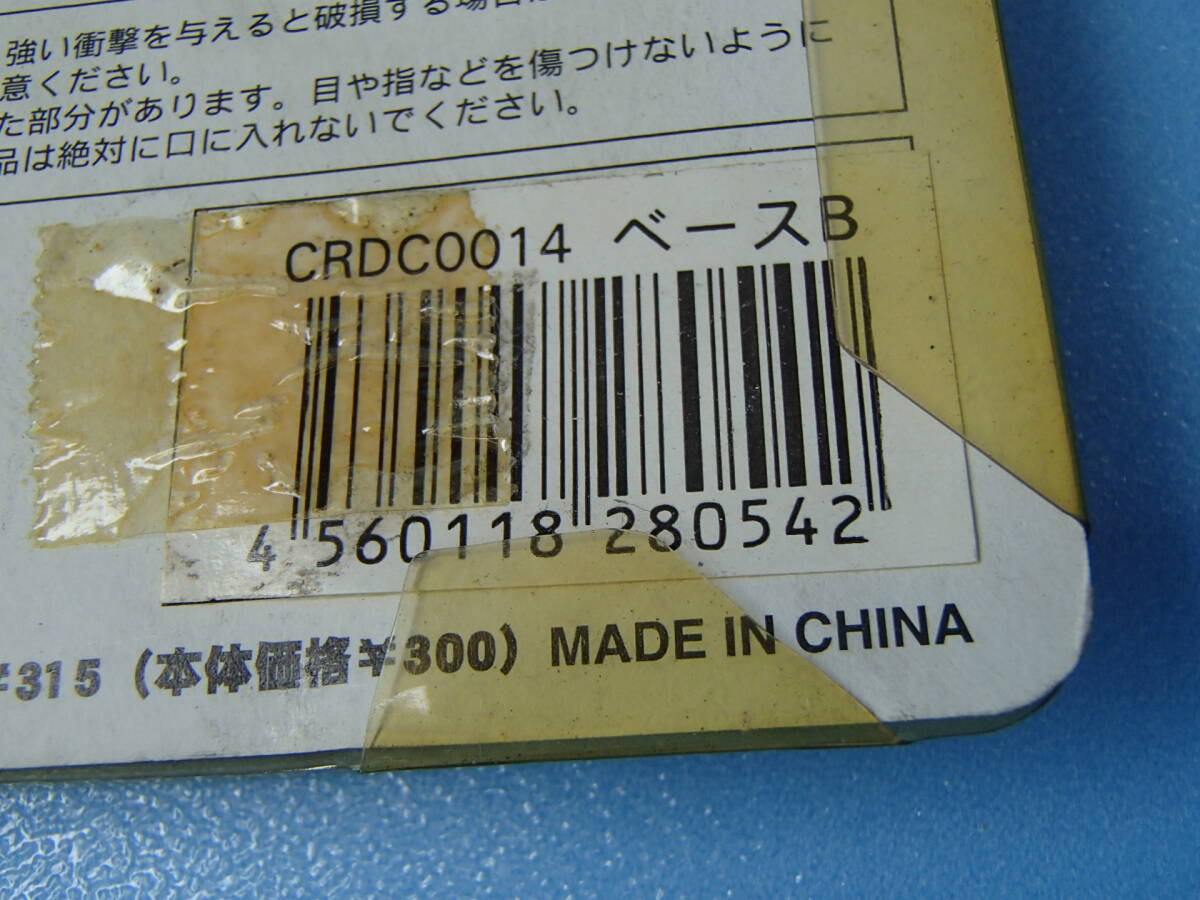 強い衝撃を与えると破損する場合
意ください。
た部分があります。目や指などを傷つけないように
品は絶対に口に入れないでください。
CRDC0014 ベースB
4 560118 280542
¥315（本体価格¥300）MADE IN CHINA